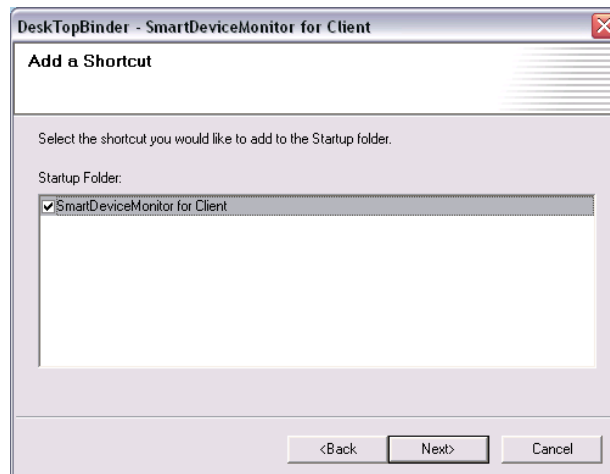 DeskTopBinder - SmartDeviceMonitor for Client
Add a Shortcut
Select the shortcut you would like to add to the Startup folder.
Startup Folder:
SmartDeviceMonitor for Client
<Back Next> Cancel